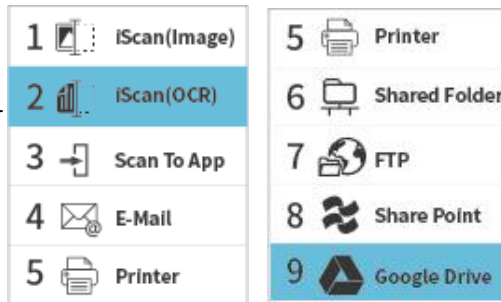 1 iScan(Image)
2 iScan(OCR)
3 Scan To App
4 E-Mail
5 Printer
5 Printer
6 Shared Folder
7 FTP
8 Share Point
9 Google Drive